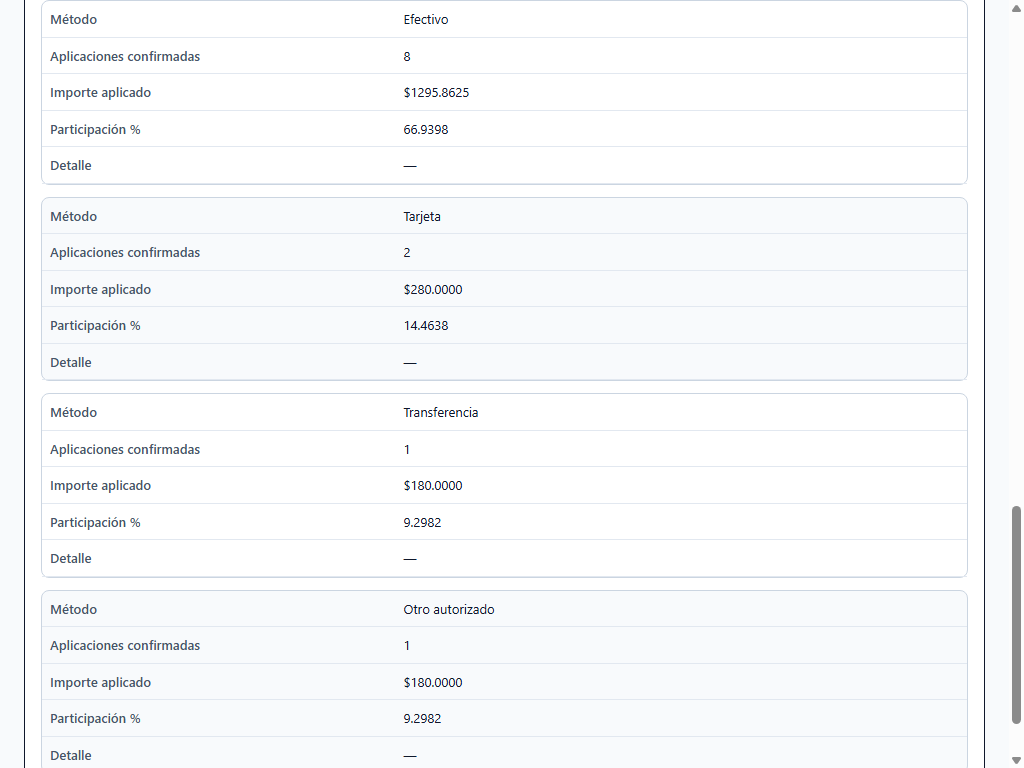 Método Efectivo
Aplicaciones confirmadas 8
Importe aplicado $1295.8625
Participación % 66.9398
Detalle —
Método Tarjeta
Aplicaciones confirmadas 2
Importe aplicado $280.0000
Participación % 14.4638
Detalle —
Método Transferencia
Aplicaciones confirmadas 1
Importe aplicado $180.0000
Participación % 9.2982
Detalle —
Método Otro autorizado
Aplicaciones confirmadas 1
Importe aplicado $180.0000
Participación % 9.2982
Detalle —